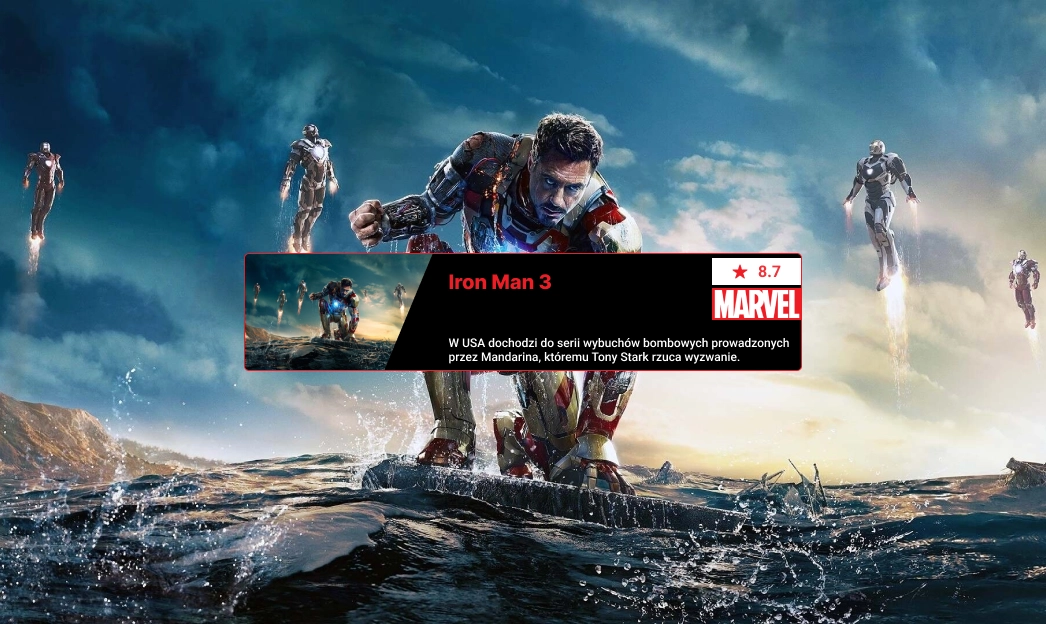 Iron Man 3
8.7
MARVEL
W USA dochodzi do serii wybuchów bombowych prowadzonych
przez Mandarina, któremu Tony Stark rzuca wyzwanie.